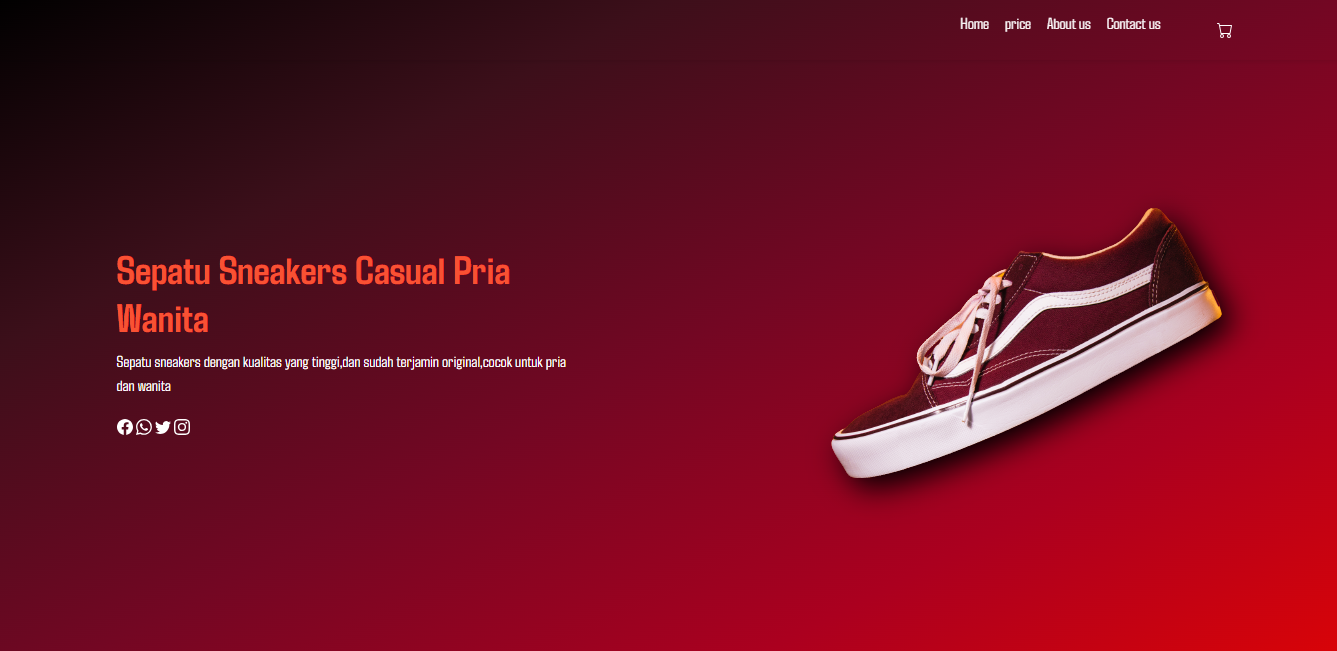 Home price About us Contact us
Sepatu Sneakers Casual Pria
Wanita
Sepatu sneakers dengan kualitas yang tinggi,dan sudah terjamin original,cocok untuk pria
dan wanita